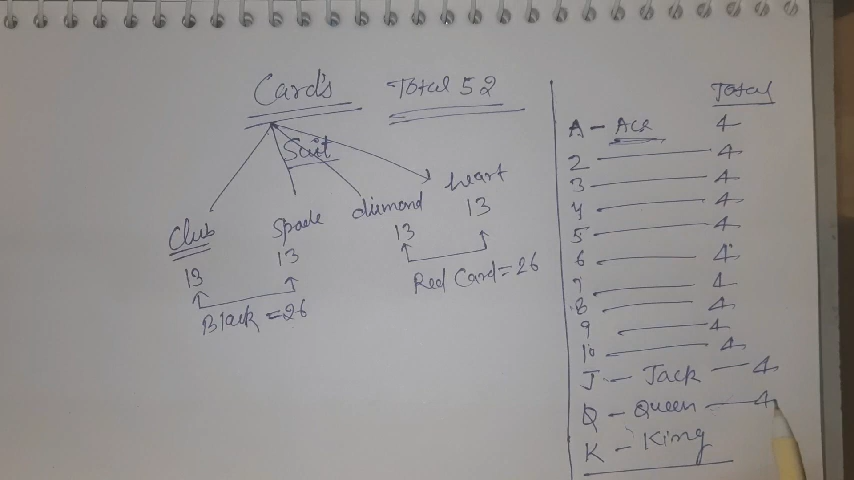 Cards Total 52
Suit
Club Spade diamond heart
13 13 13 13
Black = 26 Red Card = 26
Total
A - Ace 4
2 4
3 4
4 4
5 4
6 4
7 4
8 4
9 4
10 4
J - Jack - 4
Q - Queen - 4
K - King